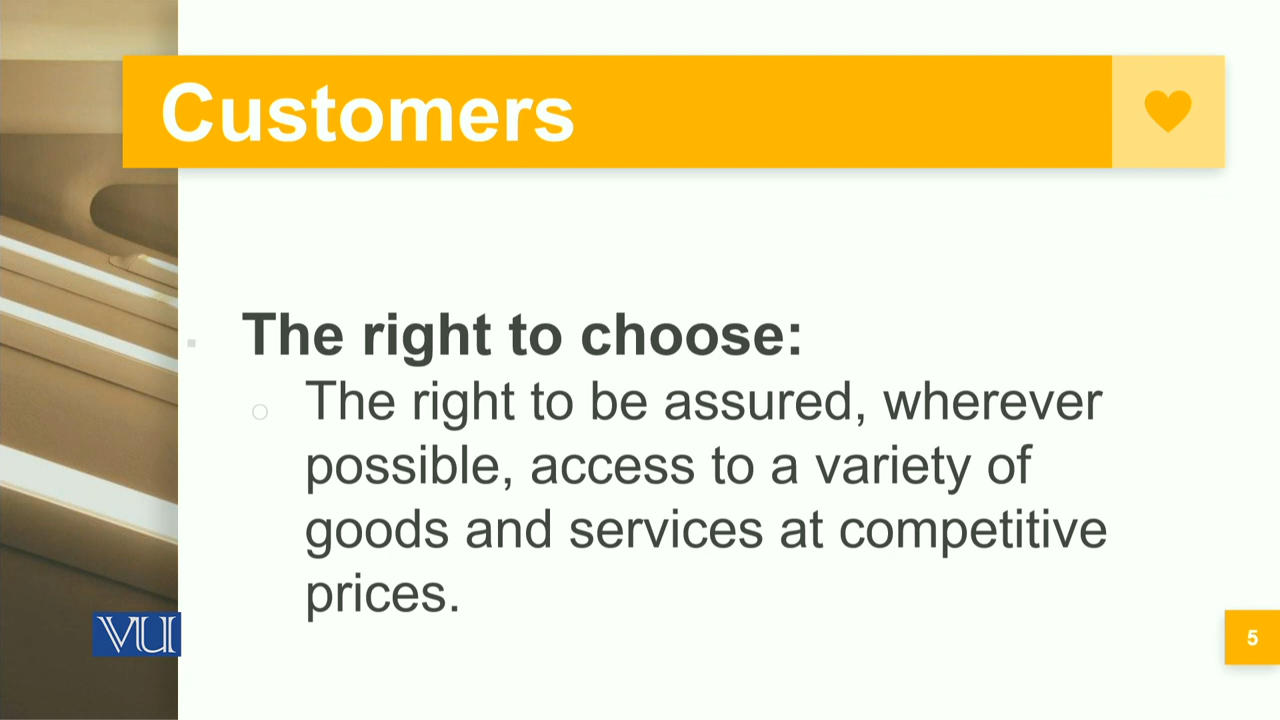 Customers
The right to choose:
The right to be assured, wherever
possible, access to a variety of
goods and services at competitive
prices.
VU
5